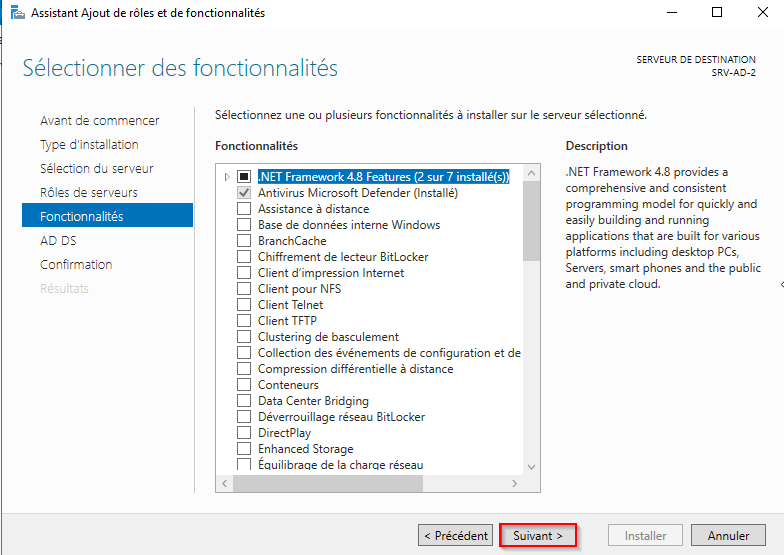 Assistant Ajout de rôles et de fonctionnalités
Sélectionner des fonctionnalités
SERVEUR DE DESTINATION
SRV-AD-2
Avant de commencer
Type d'installation
Sélection du serveur
Rôles de serveurs
Fonctionnalités
AD DS
Confirmation
Résultats
Sélectionnez une ou plusieurs fonctionnalités à installer sur le serveur sélectionné.
Fonctionnalités
.NET Framework 4.8 Features (2 sur 7 installé(s))
Antivirus Microsoft Defender (Installé)
Assistance à distance
Base de données interne Windows
BranchCache
Chiffrement de lecteur BitLocker
Client d'impression Internet
Client pour NFS
Client Telnet
Client TFTP
Clustering de basculement
Collection des événements de configuration et de
Compression différentielle à distance
Conteneurs
Data Center Bridging
Déverrouillage réseau BitLocker
DirectPlay
Enhanced Storage
Équilibrage de la charge réseau
Description
.NET Framework 4.8 provides a
comprehensive and consistent
programming model for quickly and
easily building and running
applications that are built for various
platforms including desktop PCs,
Servers, smart phones and the public
and private cloud.
< Précédent
Suivant >
Installer
Annuler